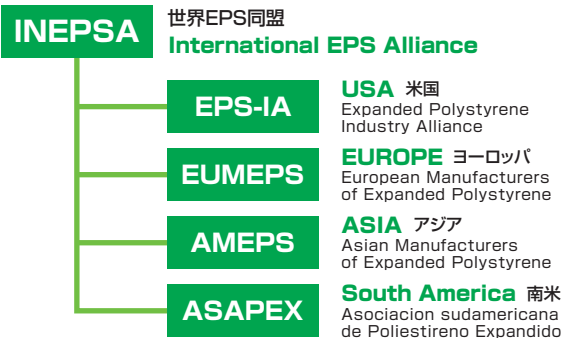 INEPSA
世界EPS同盟
International EPS Alliance
EPS-IA
USA 米国
Expanded Polystyrene
Industry Alliance
EUMEPS
EUROPE ヨーロッパ
European Manufacturers
of Expanded Polystyrene
AMEPS
ASIA アジア
Asian Manufacturers
of Expanded Polystyrene
ASAPEX
South America 南米
Asociacion sudamericana
de Poliestireno Expandido